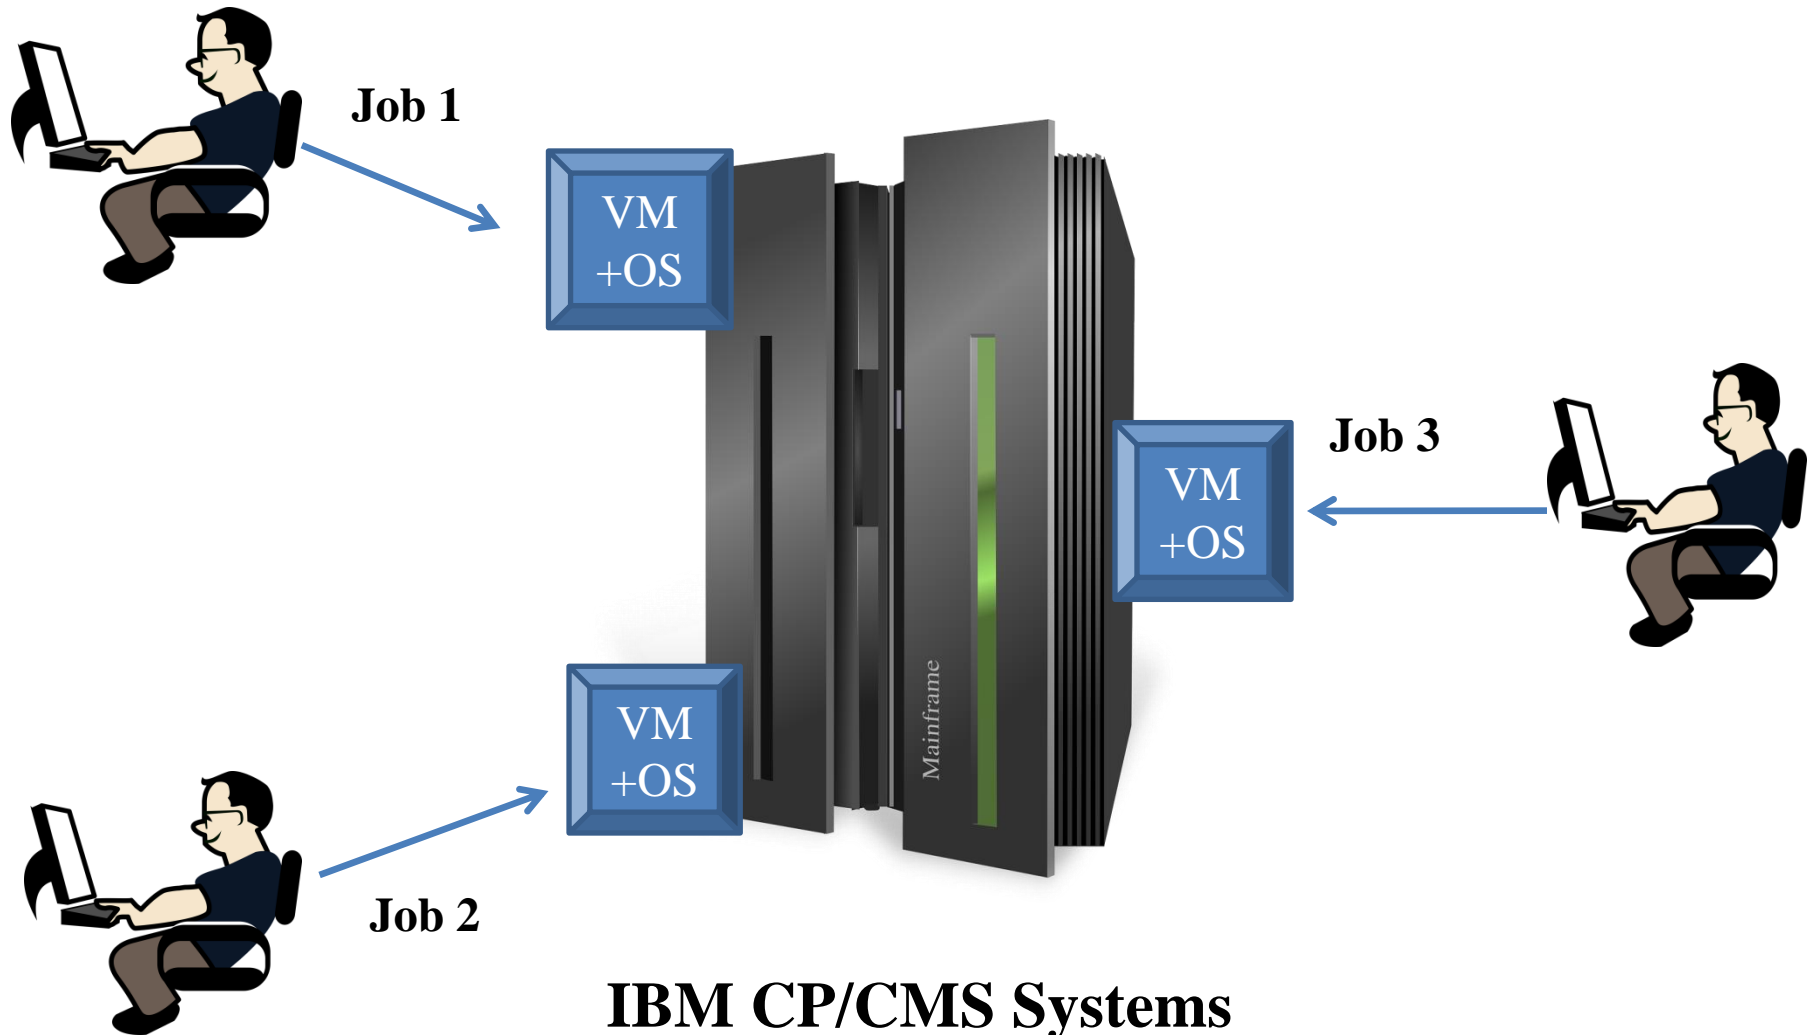 Job 1
VM
+OS
Job 3
VM
+OS
Mainframe
VM
+OS
Job 2
IBM CP/CMS Systems